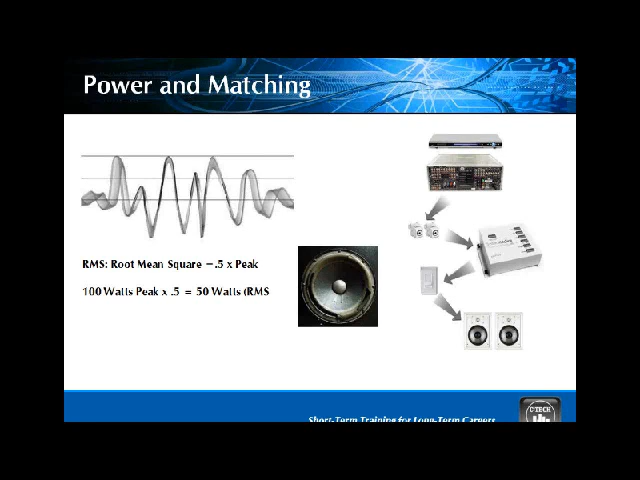 Power and Matching
RMS: Root Mean Square = .5 x Peak
100 Watts Peak x .5 = 50 Watts (RMS
Short-Term Training for Long-Term Careers
C-TECH